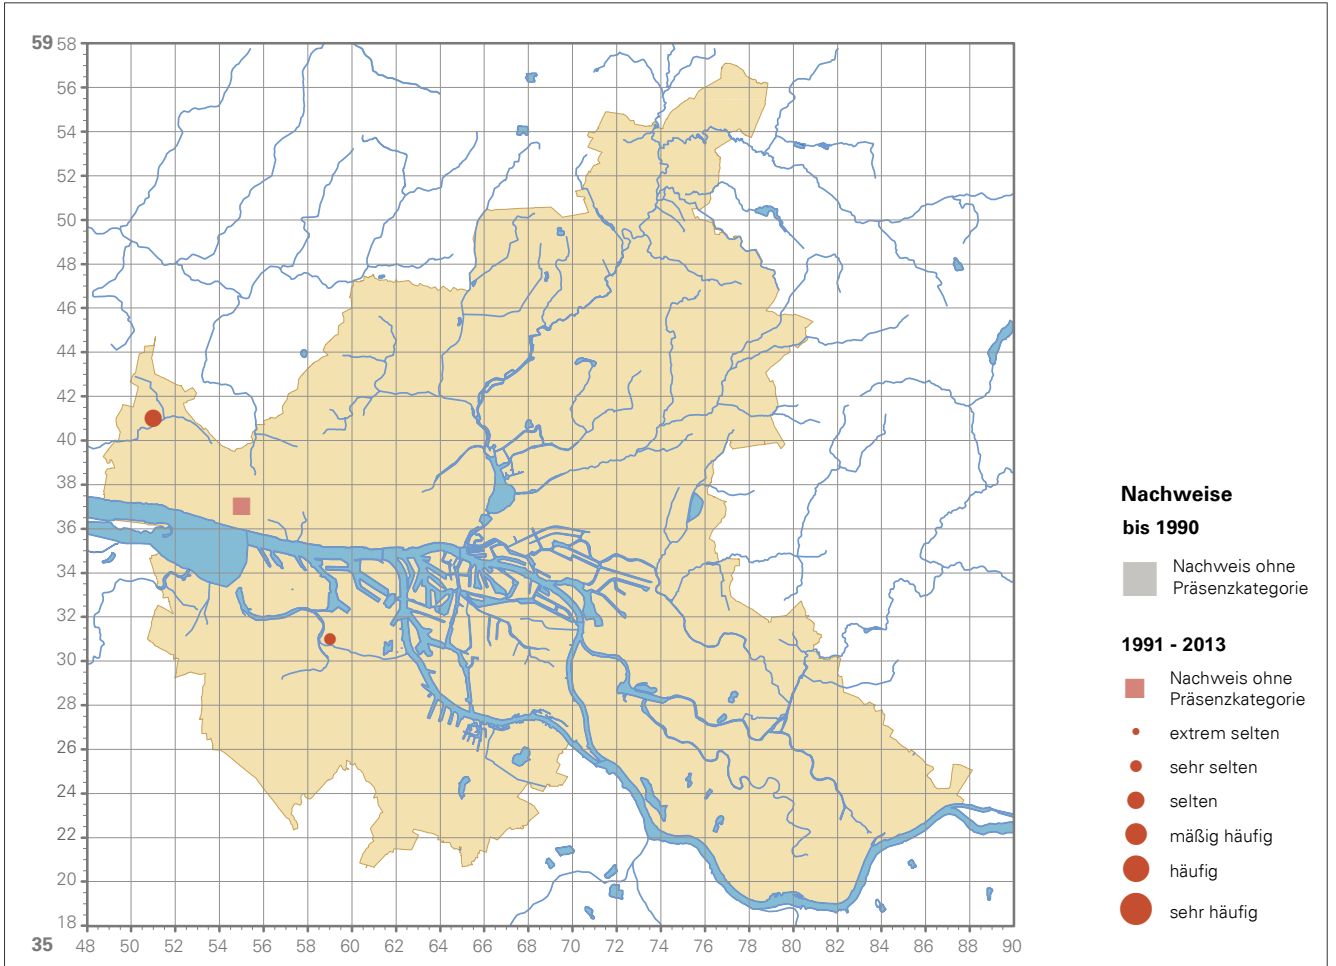 59 58
56
54
52
50
48
46
44
42
40
38
36
34
32
30
28
26
24
22
20
18
35
48 50 52 54 56 58 60 62 64 66 68 70 72 74 76 78 80 82 84 86 88 90
Nachweise
bis 1990
Nachweis ohne
Präsenzkategorie
1991 - 2013
Nachweis ohne
Präsenzkategorie
extrem selten
sehr selten
selten
mäßig häufig
häufig
sehr häufig